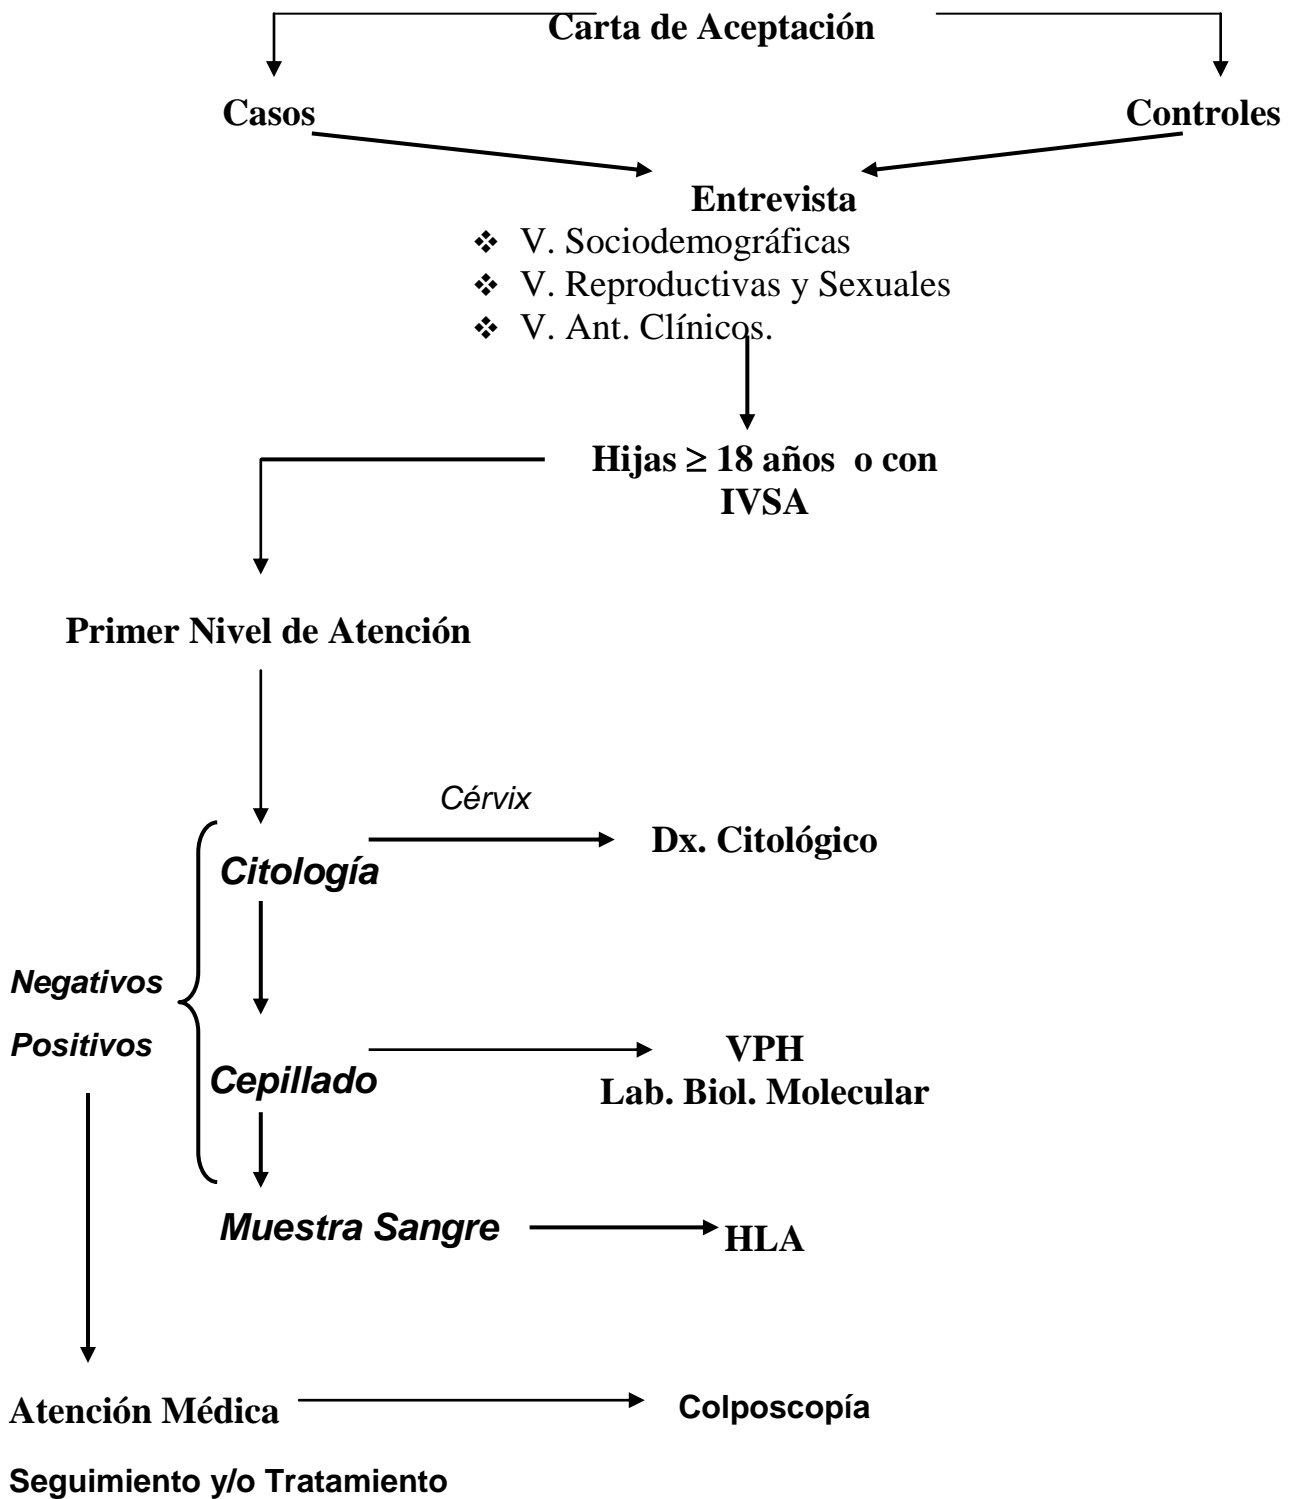 Carta de Aceptación
Casos
Controles
Entrevista
❖ V. Sociodemográficas
❖ V. Reproductivas y Sexuales
❖ V. Ant. Clínicos.
Hijas ≥ 18 años o con
IVSA
Primer Nivel de Atención
Cérvix
Citología
Dx. Citológico
Negativos
Positivos
Cepillado
VPH
Lab. Biol. Molecular
Muestra Sangre
HLA
Atención Médica
Colposcopía
Seguimiento y/o Tratamiento